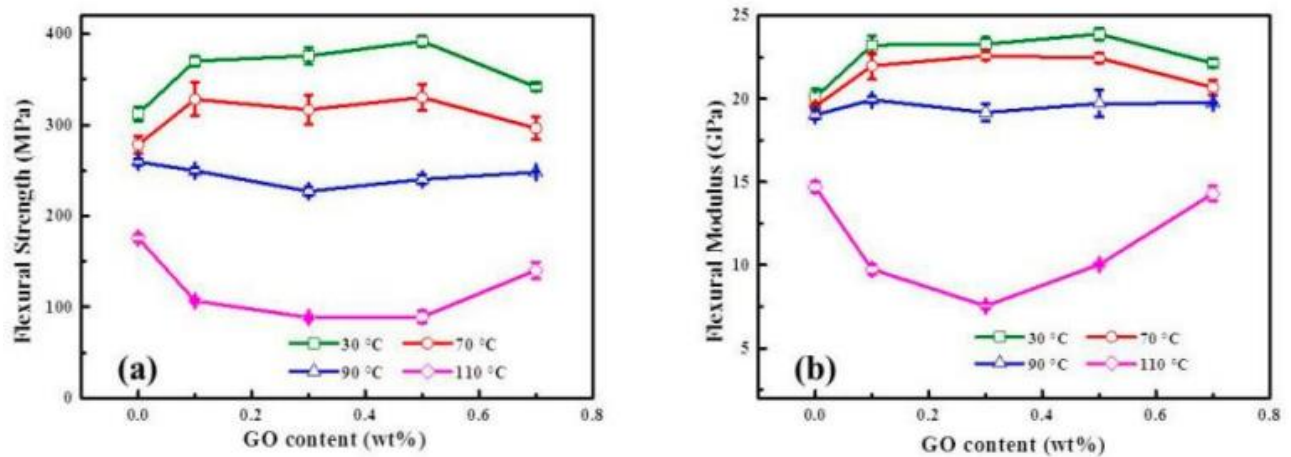 400
300
200
100
0
Flexural Strength (MPa)
30 °C 70 °C
90 °C 110 °C
(a)
0.0 0.2 0.4 0.6 0.8
GO content (wt%)
25
20
15
10
5
Flexural Modulus (GPa)
30 °C 70 °C
90 °C 110 °C
(b)
0.0 0.2 0.4 0.6 0.8
GO content (wt%)